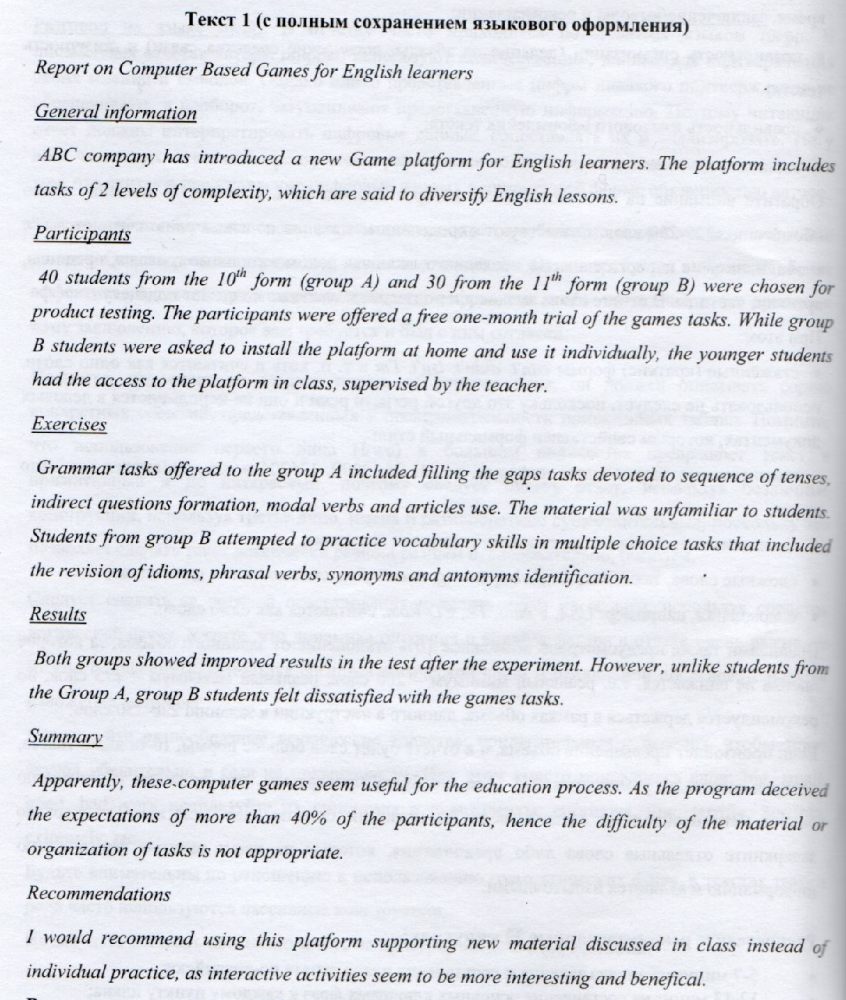 Текст 1 (с полным сохранением языкового оформления)
Report on Computer Based Games for English learners
General information
ABC company has introduced a new Game platform for English learners. The platform includes
tasks of 2 levels of complexity, which are said to diversify English lessons.
Participants
40 students from the 10th form (group A) and 30 from the 11th form (group B) were chosen for
product testing. The participants were offered a free one-month trial of the games tasks. While group
B students were asked to install the platform at home and use it individually, the younger students
had the access to the platform in class, supervised by the teacher.
Exercises
Grammar tasks offered to the group A included filling the gaps tasks devoted to sequence of tenses,
indirect questions formation, modal verbs and articles use. The material was unfamiliar to students.
Students from group B attempted to practice vocabulary skills in multiple choice tasks that included
the revision of idioms, phrasal verbs, synonyms and antonyms identification.
Results
Both groups showed improved results in the test after the experiment. However, unlike students from
the Group A, group B students felt dissatisfied with the games tasks.
Summary
Apparently, these computer games seem useful for the education process. As the program deceived
the expectations of more than 40% of the participants, hence the difficulty of the material or
organization of tasks is not appropriate.
Recommendations
I would recommend using this platform supporting new material discussed in class instead of
individual practice, as interactive activities seem to be more interesting and benefical.